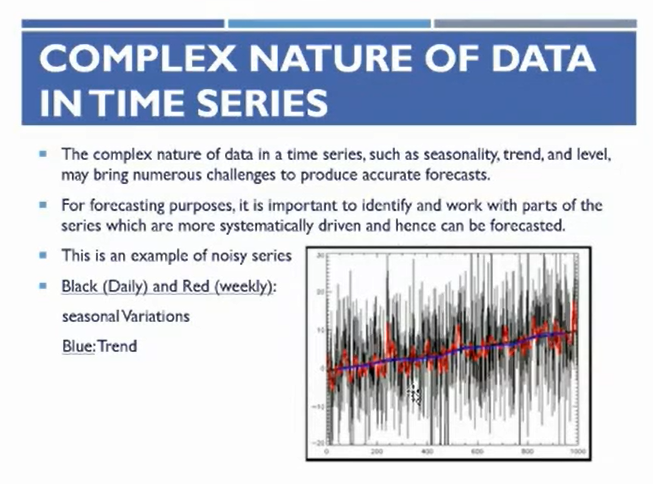 COMPLEX NATURE OF DATA
IN TIME SERIES
The complex nature of data in a time series, such as seasonality, trend, and level,
may bring numerous challenges to produce accurate forecasts.
For forecasting purposes, it is important to identify and work with parts of the
series which are more systematically driven and hence can be forecasted.
This is an example of noisy series
Black (Daily) and Red (weekly):
seasonal Variations
Blue: Trend
30
20
10
0
-10
-20
0 200 400 600 800 1000